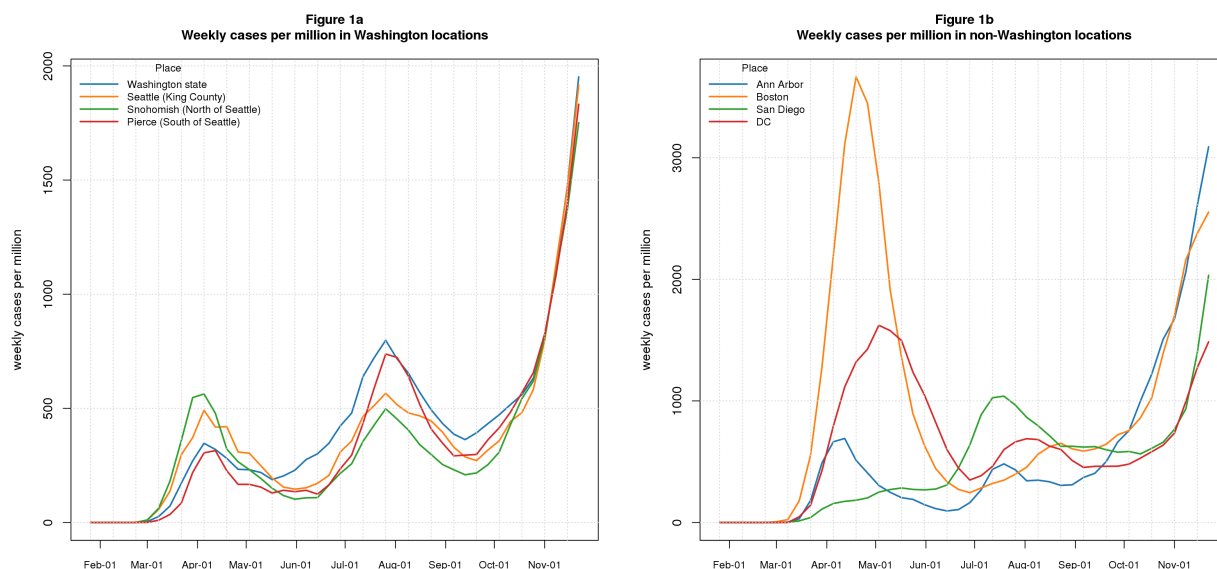 Figure 1a
Weekly cases per million in Washington locations
weekly cases per million
2000
1500
1000
500
0
Place
Washington state
Seattle (King County)
Snohomish (North of Seattle)
Pierce (South of Seattle)
Feb-01 Mar-01 Apr-01 May-01 Jun-01 Jul-01 Aug-01 Sep-01 Oct-01 Nov-01
Figure 1b
Weekly cases per million in non-Washington locations
weekly cases per million
3000
2000
1000
0
Place
Ann Arbor
Boston
San Diego
DC
Feb-01 Mar-01 Apr-01 May-01 Jun-01 Jul-01 Aug-01 Sep-01 Oct-01 Nov-01